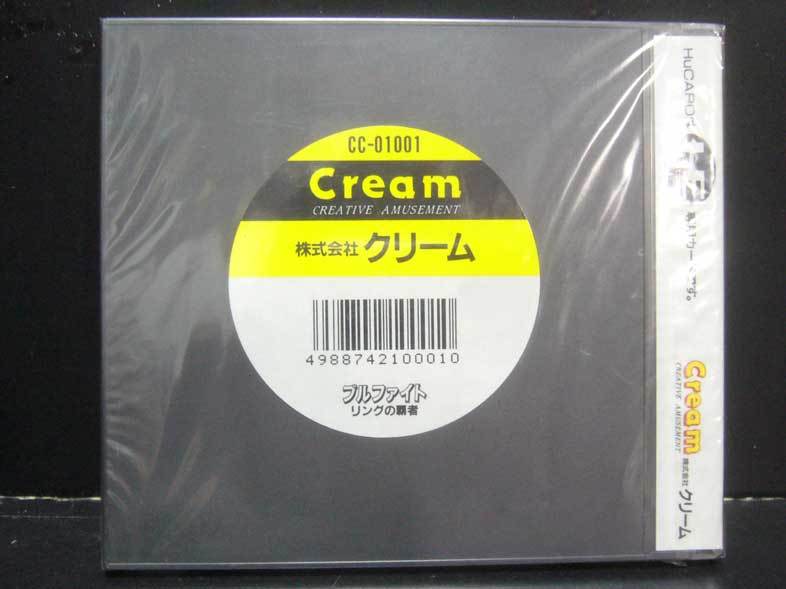 CC-01001
Cream
CREATIVE AMUSEMENT
株式会社 クリーム
4988742100010
ブルファイト
リングの覇者
HuCARD
Cream
CREATIVE AMUSEMENT
株式会社 クリーム